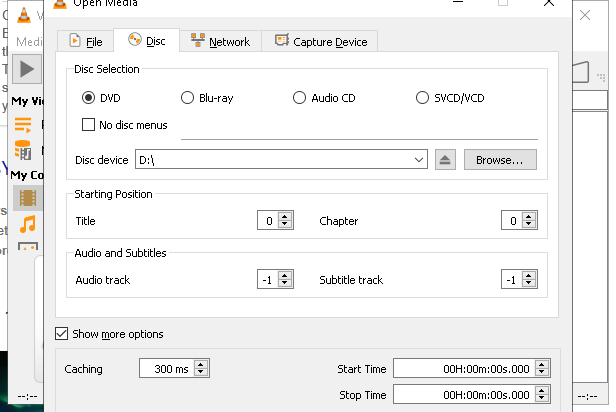 Open Media
File Disc Network Capture Device
Medi
Disc Selection
DVD Blu-ray Audio CD SVCD/VCD
My Vi
No disc menus
Disc device D:\ Browse...
My Co
Starting Position
Title 0 Chapter 0
Audio and Subtitles
Audio track -1 Subtitle track -1
Show more options
Caching 300 ms Start Time 00H:00m:00s.000
Stop Time 00H:00m:00s.000
--:-- --:--